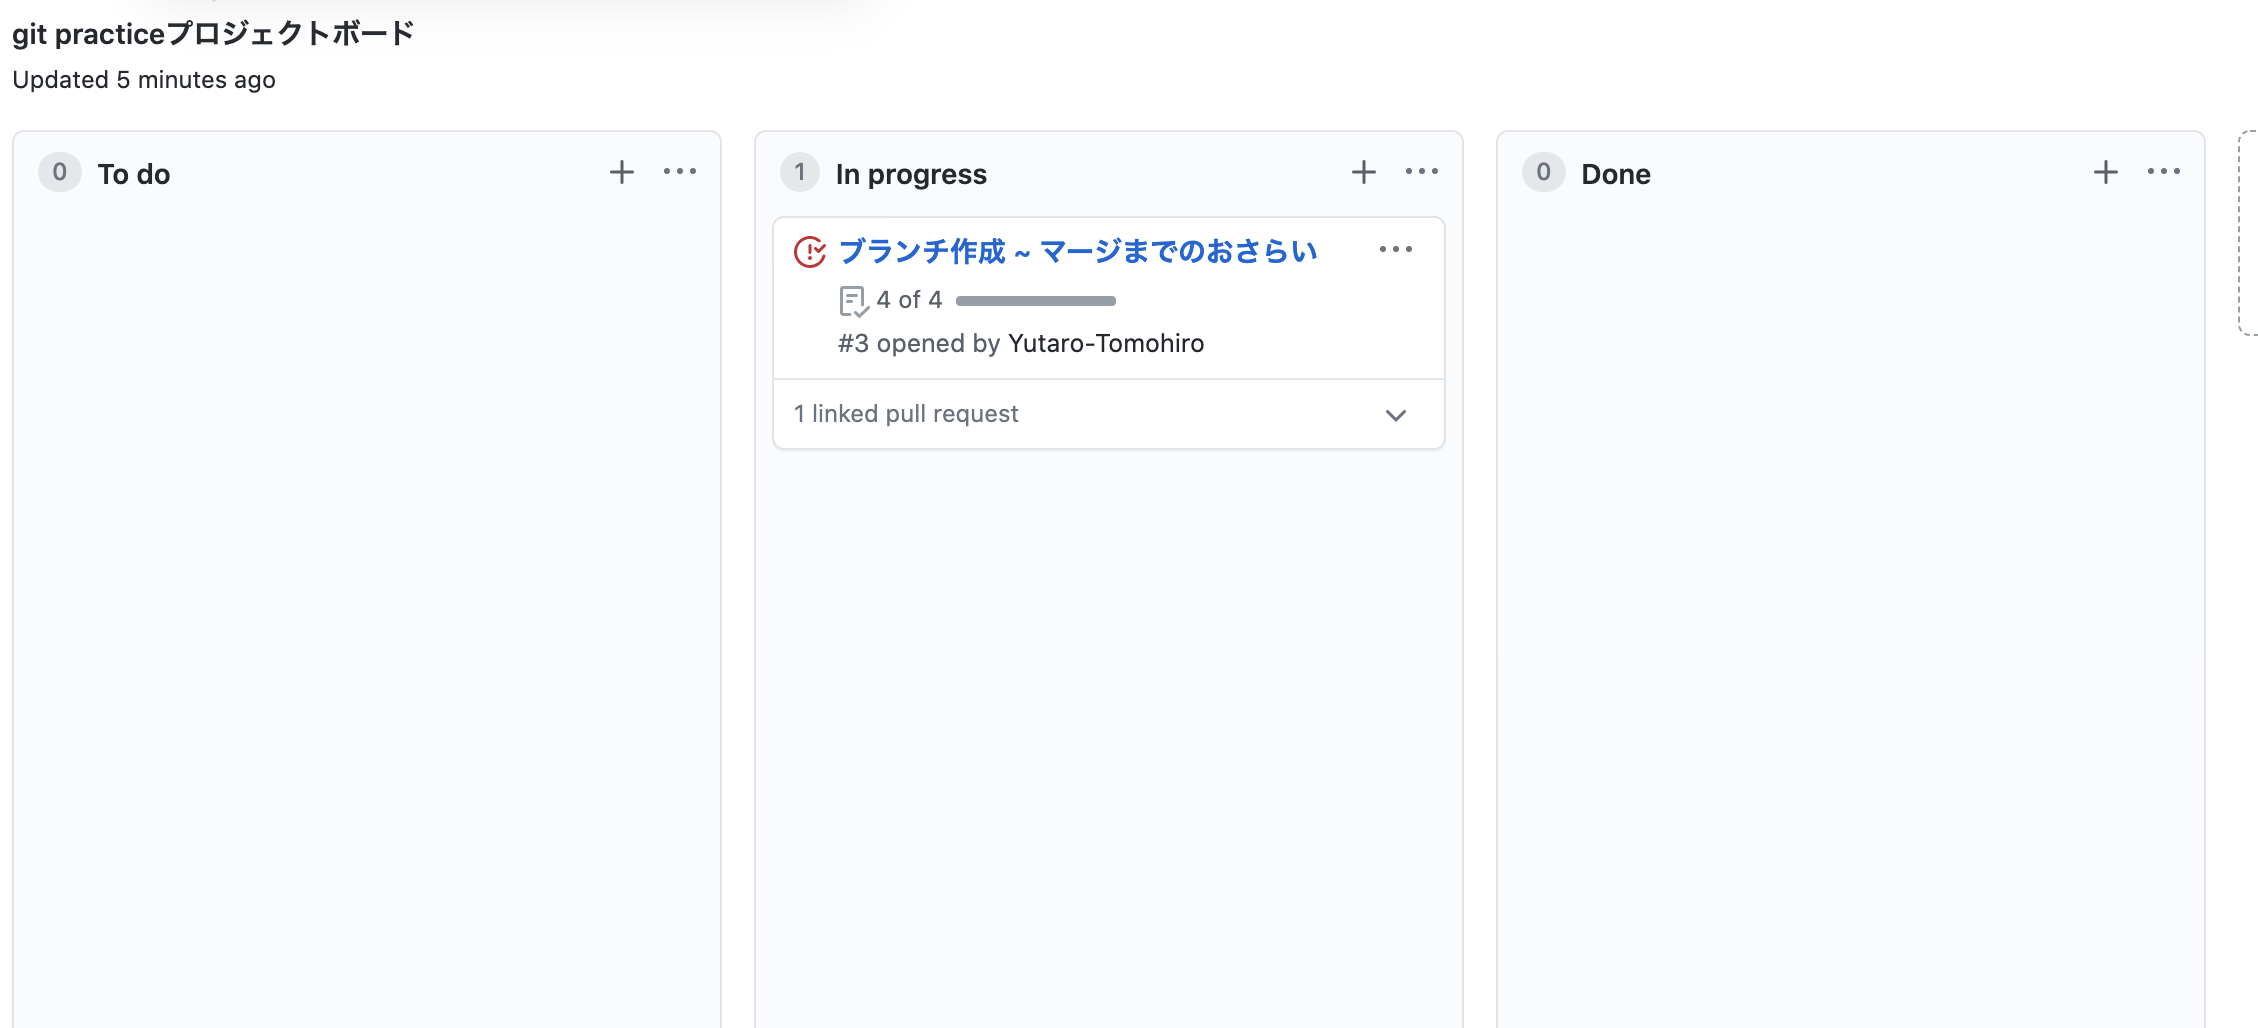 git practiceプロジェクトボード
Updated 5 minutes ago
0 To do
1 In progress
ブランチ作成 ~ マージまでのおさらい
4 of 4
#3 opened by Yutaro-Tomohiro
1 linked pull request
0 Done